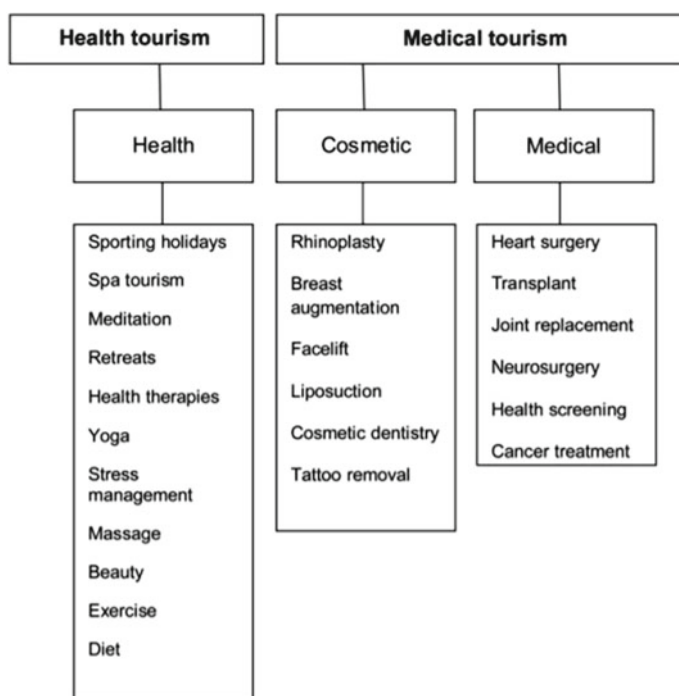 Health tourism
Medical tourism
Health
Cosmetic
Medical
Sporting holidays
Spa tourism
Meditation
Retreats
Health therapies
Yoga
Stress
management
Massage
Beauty
Exercise
Diet
Rhinoplasty
Breast
augmentation
Facelift
Liposuction
Cosmetic dentistry
Tattoo removal
Heart surgery
Transplant
Joint replacement
Neurosurgery
Health screening
Cancer treatment